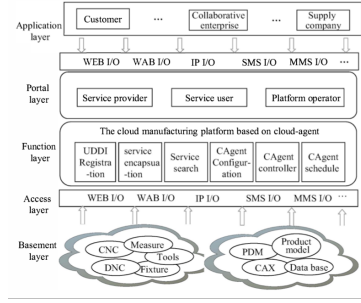 Application
layer
Customer
...
Collaborative
enterprise
...
Supply
company
WEB I/O WAB I/O IP I/O SMS I/O MMS I/O ...
Portal
layer
Service provider
Service user
Platform operator
Function
layer
The cloud manufacturing platform based on cloud-agent
UDDI
Registra
-tion
service
encapsua
-tion
Service
search
CAgent
Configur-
ation
CAgent
controller
CAgent
schedule
Access
layer
WEB I/O WAB I/O IP I/O SMS I/O MMS I/O ...
Basement
layer
CNC
Measure
Tools
DNC
Fixture
PDM
Product
model
CAX
Data base